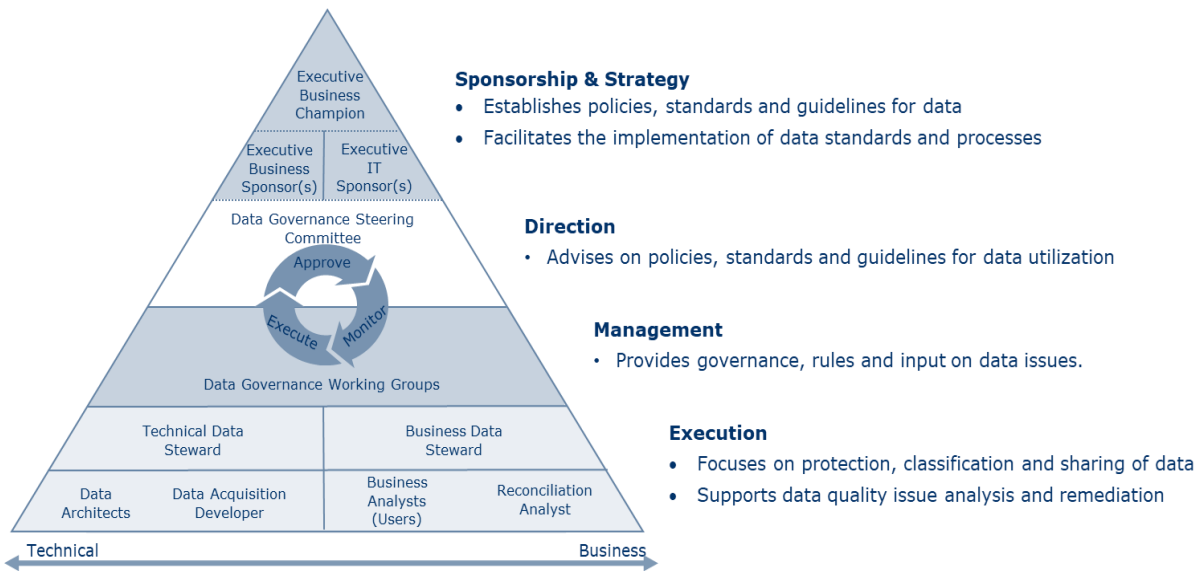 Executive
Business
Champion
Executive
Business
Sponsor(s)
Executive
IT
Sponsor(s)
Data Governance Steering
Committee
Approve
Execute
Monitor
Data Governance Working Groups
Technical Data
Steward
Business Data
Steward
Data
Architects
Data Acquisition
Developer
Business
Analysts
(Users)
Reconciliation
Analyst
Technical
Business
Sponsorship & Strategy
• Establishes policies, standards and guidelines for data
• Facilitates the implementation of data standards and processes
Direction
• Advises on policies, standards and guidelines for data utilization
Management
• Provides governance, rules and input on data issues.
Execution
• Focuses on protection, classification and sharing of data
• Supports data quality issue analysis and remediation